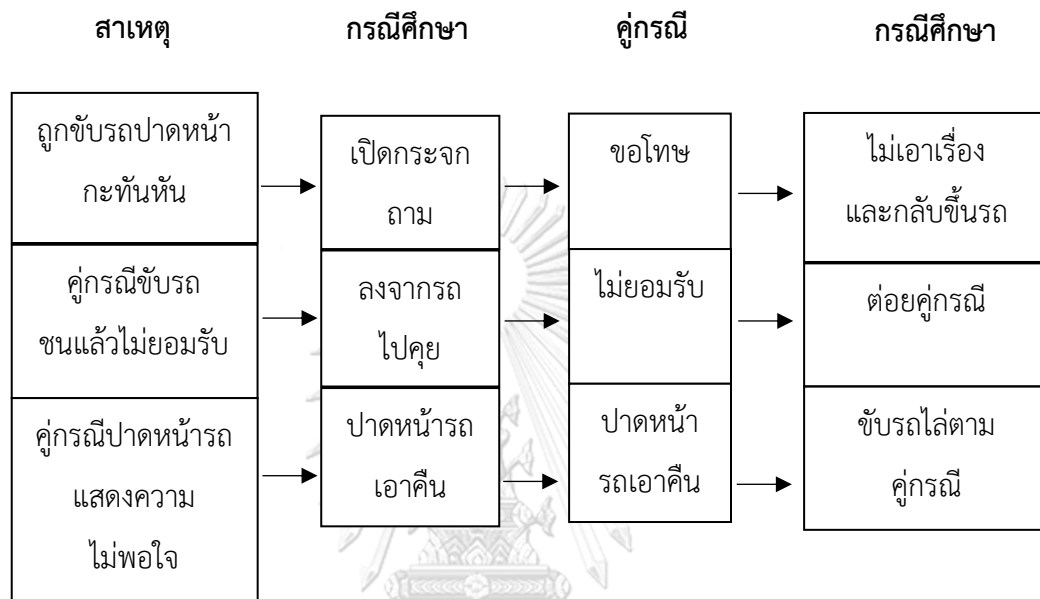 สาเหตุ
กรณีศึกษา
คู่กรณี
กรณีศึกษา
ถูกขับรถปาดหน้า
กะทันหัน
เปิดกระจก
ถาม
ขอโทษ
ไม่เอาเรื่อง
และกลับขึ้นรถ
คู่กรณีขับรถ
ชนแล้วไม่ยอมรับ
ลงจากรถ
ไปคุย
ไม่ยอมรับ
ต่อยคู่กรณี
คู่กรณีปาดหน้ารถ
แสดงความ
ไม่พอใจ
ปาดหน้ารถ
เอาคืน
ปาดหน้า
รถเอาคืน
ขับรถไล่ตาม
คู่กรณี